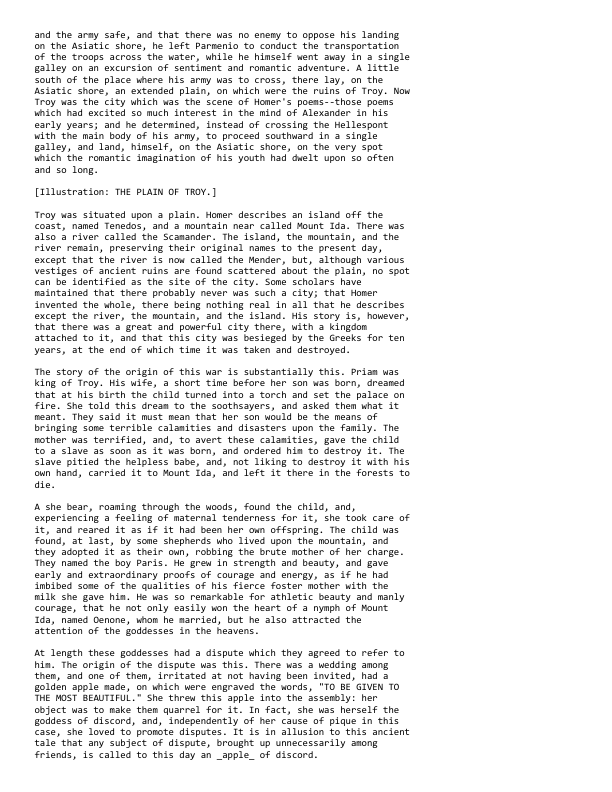 and the army safe, and that there was no enemy to oppose his landing
on the Asiatic shore, he left Parmenio to conduct the transportation
of the troops across the water, while he himself went away in a single
galley on an excursion of sentiment and romantic adventure. A little
south of the place where his army was to cross, there lay, on the
Asiatic shore, an extended plain, on which were the ruins of Troy. Now
Troy was the city which was the scene of Homer's poems--those poems
which had excited so much interest in the mind of Alexander in his
early years; and he determined, instead of crossing the Hellespont
with the main body of his army, to proceed southward in a single
galley, and land, himself, on the Asiatic shore, on the very spot
which the romantic imagination of his youth had dwelt upon so often
and so long.
[Illustration: THE PLAIN OF TROY.]
Troy was situated upon a plain. Homer describes an island off the
coast, named Tenedos, and a mountain near called Mount Ida. There was
also a river called the Scamander. The island, the mountain, and the
river remain, preserving their original names to the present day,
except that the river is now called the Mender, but, although various
vestiges of ancient ruins are found scattered about the plain, no spot
can be identified as the site of the city. Some scholars have
maintained that there probably never was such a city; that Homer
invented the whole, there being nothing real in all that he describes
except the river, the mountain, and the island. His story is, however,
that there was a great and powerful city there, with a kingdom
attached to it, and that this city was besieged by the Greeks for ten
years, at the end of which time it was taken and destroyed.
The story of the origin of this war is substantially this. Priam was
king of Troy. His wife, a short time before her son was born, dreamed
that at his birth the child turned into a torch and set the palace on
fire. She told this dream to the soothsayers, and asked them what it
meant. They said it must mean that her son would be the means of
bringing some terrible calamities and disasters upon the family. The
mother was terrified, and, to avert these calamities, gave the child
to a slave as soon as it was born, and ordered him to destroy it. The
slave pitied the helpless babe, and, not liking to destroy it with his
own hand, carried it to Mount Ida, and left it there in the forests to
die.
A she bear, roaming through the woods, found the child, and,
experiencing a feeling of maternal tenderness for it, she took care of
it, and reared it as if it had been her own offspring. The child was
found, at last, by some shepherds who lived upon the mountain, and
they adopted it as their own, robbing the brute mother of her charge.
They named the boy Paris. He grew in strength and beauty, and gave
early and extraordinary proofs of courage and energy, as if he had
imbibed some of the qualities of his fierce foster mother with the
milk she gave him. He was so remarkable for athletic beauty and manly
courage, that he not only easily won the heart of a nymph of Mount
Ida, named Oenone, whom he married, but he also attracted the
attention of the goddesses in the heavens.
At length these goddesses had a dispute which they agreed to refer to
him. The origin of the dispute was this. There was a wedding among
them, and one of them, irritated at not having been invited, had a
golden apple made, on which were engraved the words, "TO BE GIVEN TO
THE MOST BEAUTIFUL." She threw this apple into the assembly: her
object was to make them quarrel for it. In fact, she was herself the
goddess of discord, and, independently of her cause of pique in this
case, she loved to promote disputes. It is in allusion to this ancient
tale that any subject of dispute, brought up unnecessarily among
friends, is called to this day an _apple_ of discord.